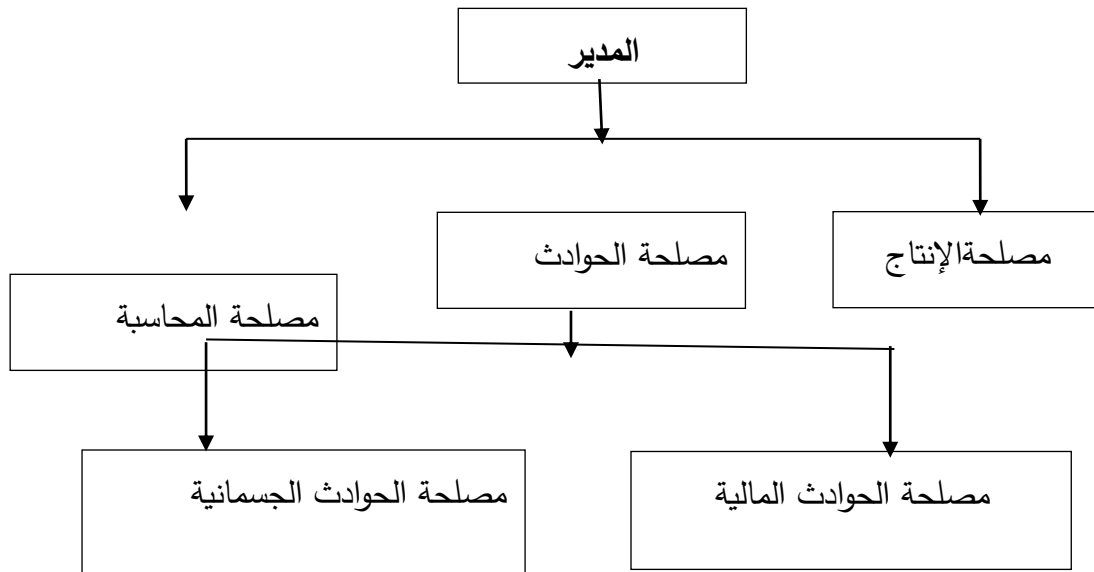 المدير
مصلحةالإنتاج
مصلحة الحوادث
مصلحة المحاسبة
مصلحة الحوادث المالية
مصلحة الحوادث الجسمانية